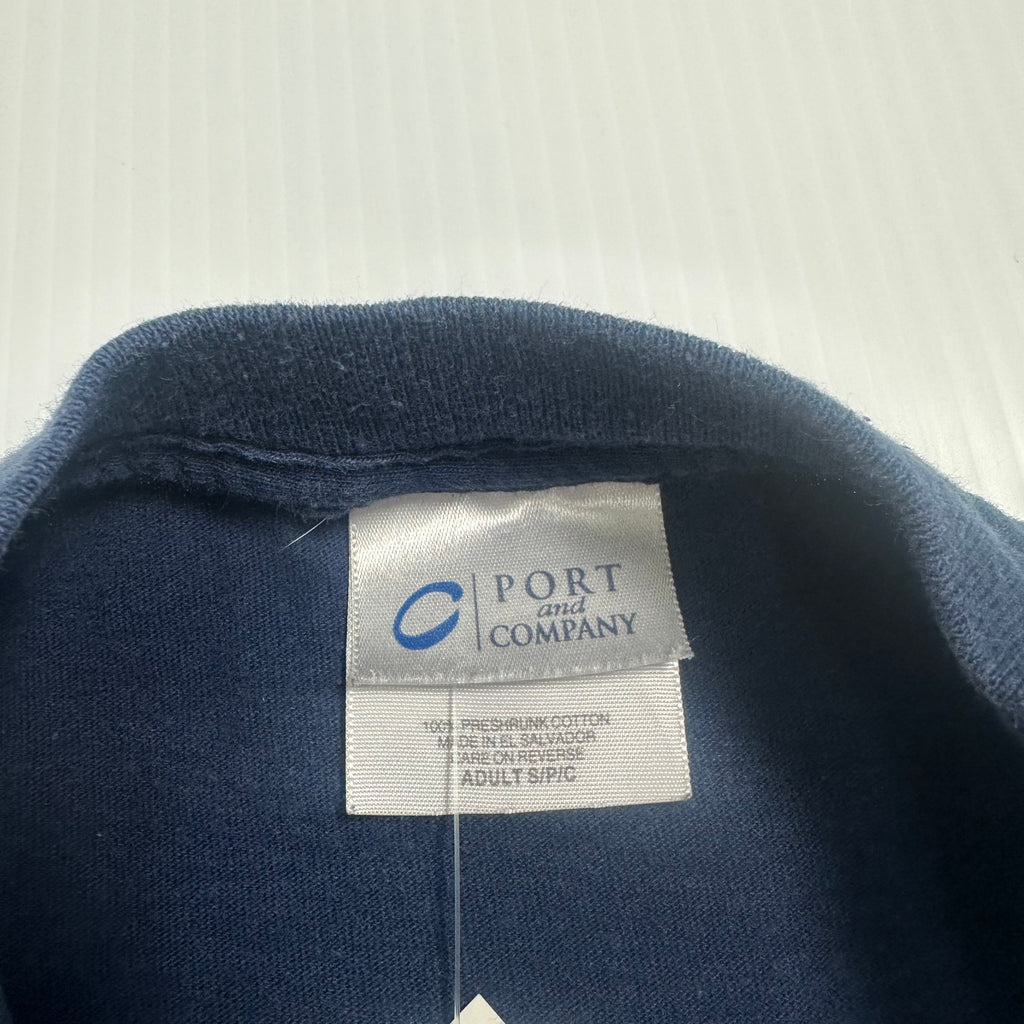 PORT
and
COMPANY
100% PRESHRUNK COTTON
MADE IN EL SALVADOR
CARE ON REVERSE
ADULT S/P/C